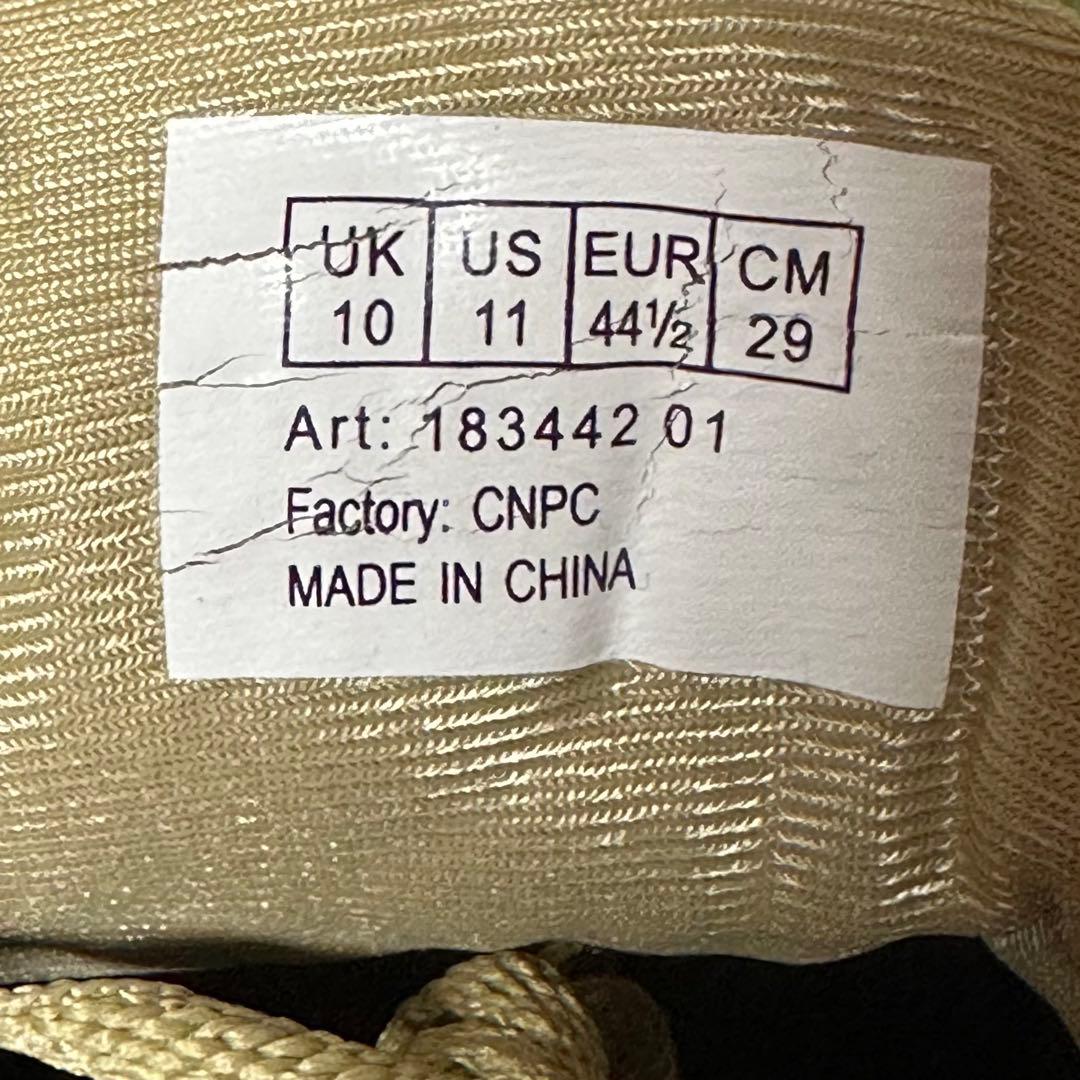 UK US EUR CM
10 11 44½ 29
Art: 183442 01
Factory: CNPC
MADE IN CHINA